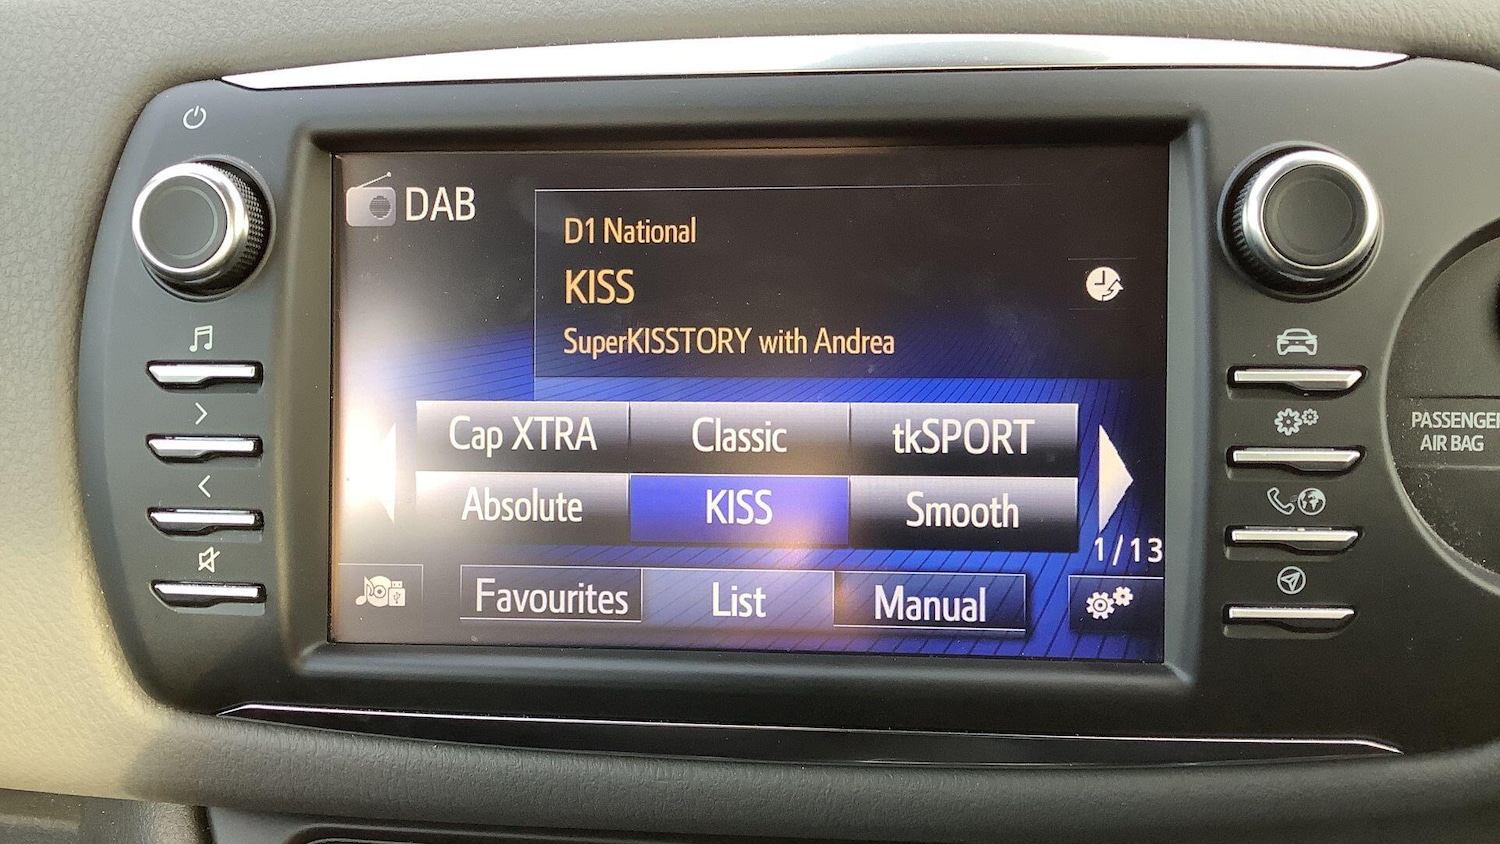 DAB
D1 National
KISS
SuperKISSTORY with Andrea
Cap XTRA Classic tkSPORT
Absolute KISS Smooth
1/13
Favourites List Manual
PASSENGER
AIR BAG